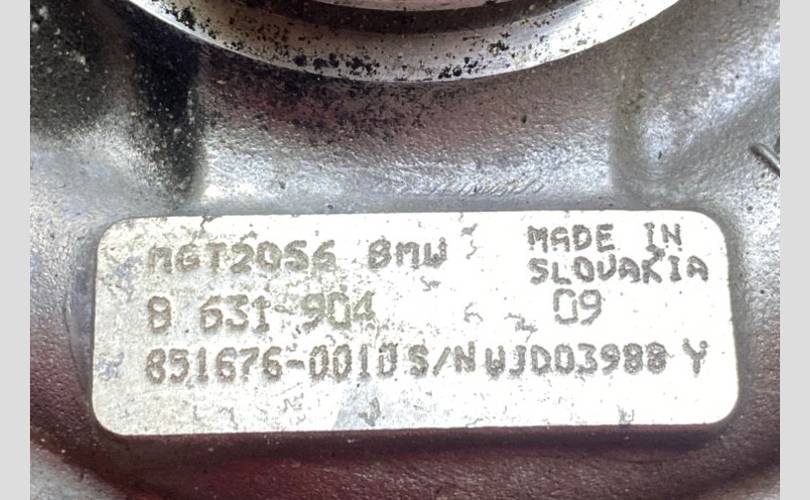 MGT2056 BMW
MADE IN
SLOVAKIA
8 631 904
09
851676-0010 S/N WJD03988 Y